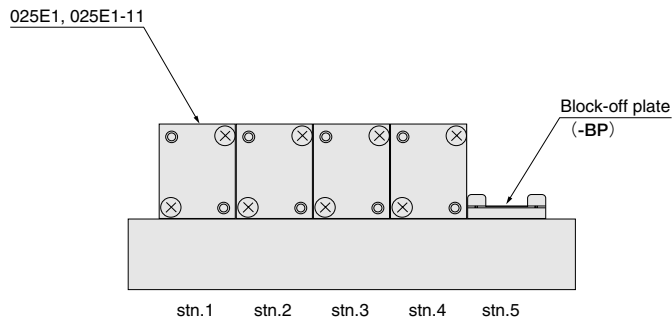 025E1, 025E1-11
Block-off plate
（-BP）
stn.1 stn.2 stn.3 stn.4 stn.5